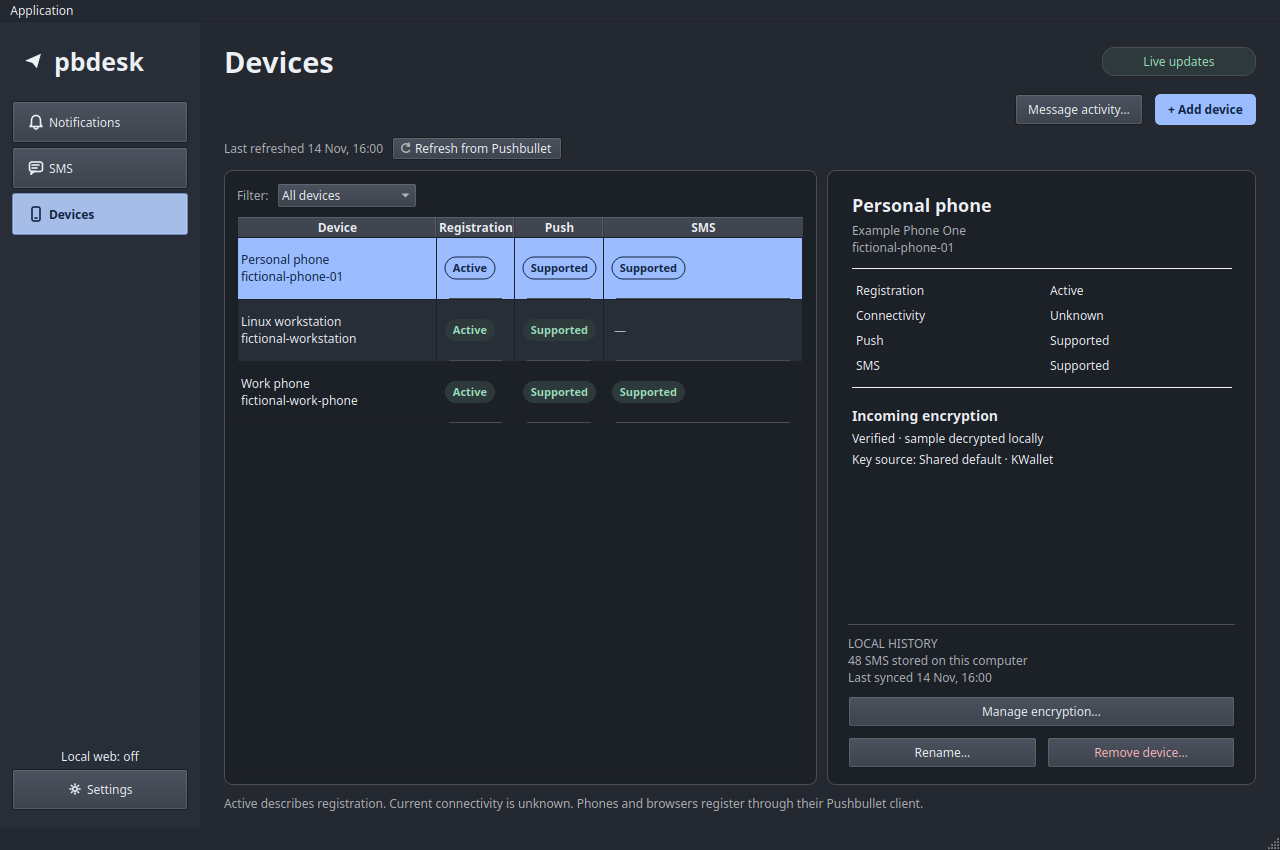 Application
pbdesk
Notifications
SMS
Devices
Local web: off
Settings
Devices
Live updates
Message activity...
+ Add device
Last refreshed 14 Nov, 16:00
Refresh from Pushbullet
Filter: All devices
Device Registration Push SMS
Personal phone
fictional-phone-01
Active Supported Supported
Linux workstation
fictional-workstation
Active Supported —
Work phone
fictional-work-phone
Active Supported Supported
Personal phone
Example Phone One
fictional-phone-01
Registration Active
Connectivity Unknown
Push Supported
SMS Supported
Incoming encryption
Verified · sample decrypted locally
Key source: Shared default · KWallet
LOCAL HISTORY
48 SMS stored on this computer
Last synced 14 Nov, 16:00
Manage encryption...
Rename... Remove device...
Active describes registration. Current connectivity is unknown. Phones and browsers register through their Pushbullet client.